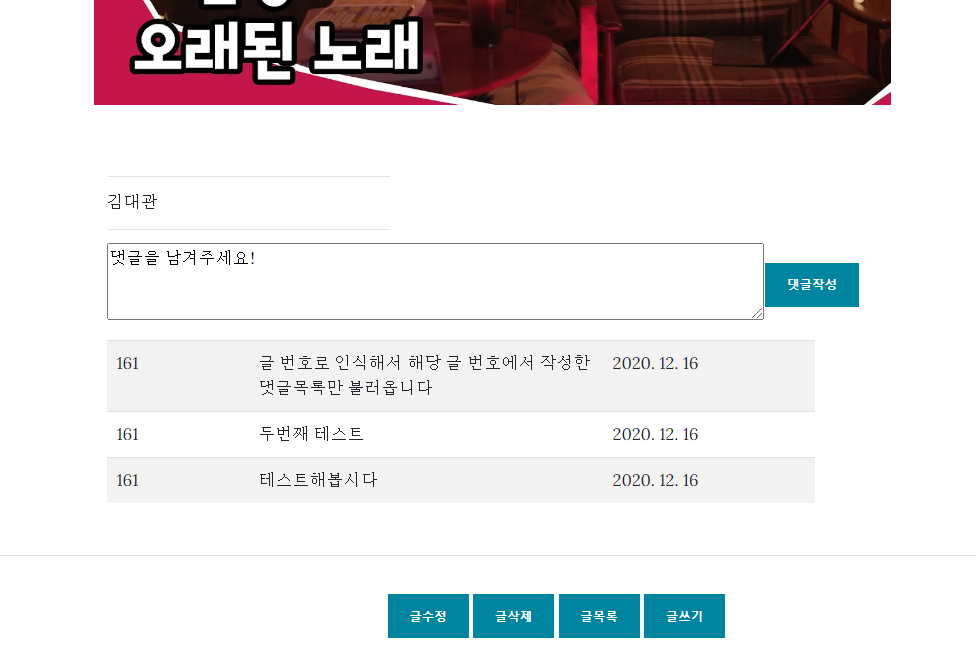 오래된 노래
김대관
댓글을 남겨주세요!
댓글작성
161 글 번호로 인식해서 해당 글 번호에서 작성한 2020. 12. 16
댓글목록만 불러옵니다
161 두번째 테스트 2020. 12. 16
161 테스트해봅시다 2020. 12. 16
글수정 글삭제 글목록 글쓰기